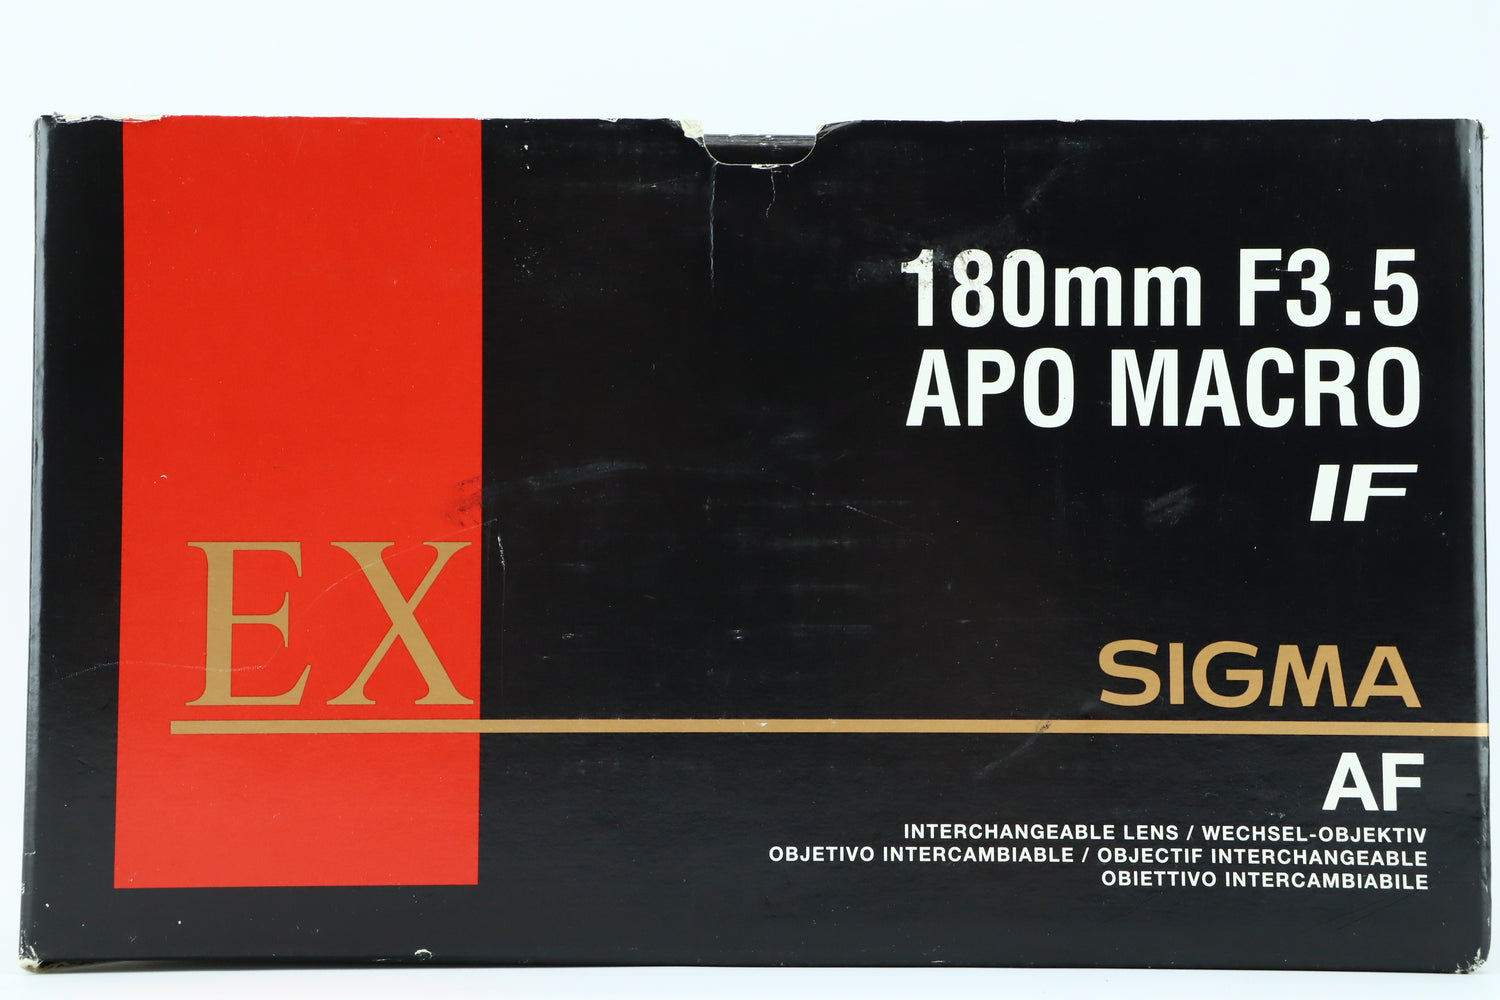 180mm F3.5
APO MACRO
IF
EX
SIGMA
AF
INTERCHANGEABLE LENS / WECHSEL-OBJEKTIV
OBJETIVO INTERCAMBIABLE / OBJECTIF INTERCHANGEABLE
OBIETTIVO INTERCAMBIABILE